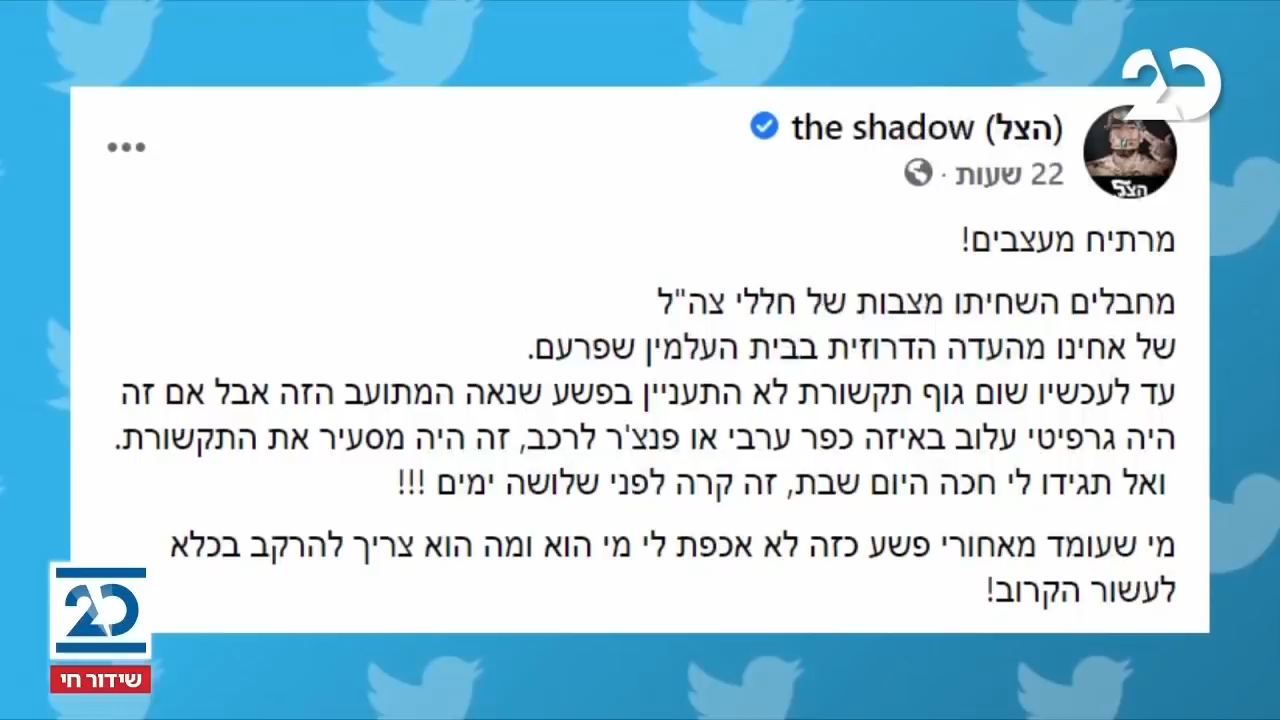 20
the shadow (הצל)
22 שעות ·
הצל
מרתיח מעצבים!
מחבלים השחיתו מצבות של חללי צה"ל
של אחינו מהעדה הדרוזית בבית העלמין שפרעם.
עד לעכשיו שום גוף תקשורת לא התעניין בפשע שנאה המתועב הזה אבל אם זה
היה גרפיטי עלוב באיזה כפר ערבי או פנצ'ר לרכב, זה היה מסעיר את התקשורת.
ואל תגידו לי חכה היום שבת, זה קרה לפני שלושה ימים !!!
מי שעומד מאחורי פשע כזה לא אכפת לי מי הוא ומה הוא צריך להרקב בכלא
לעשור הקרוב!
20
שידור חי